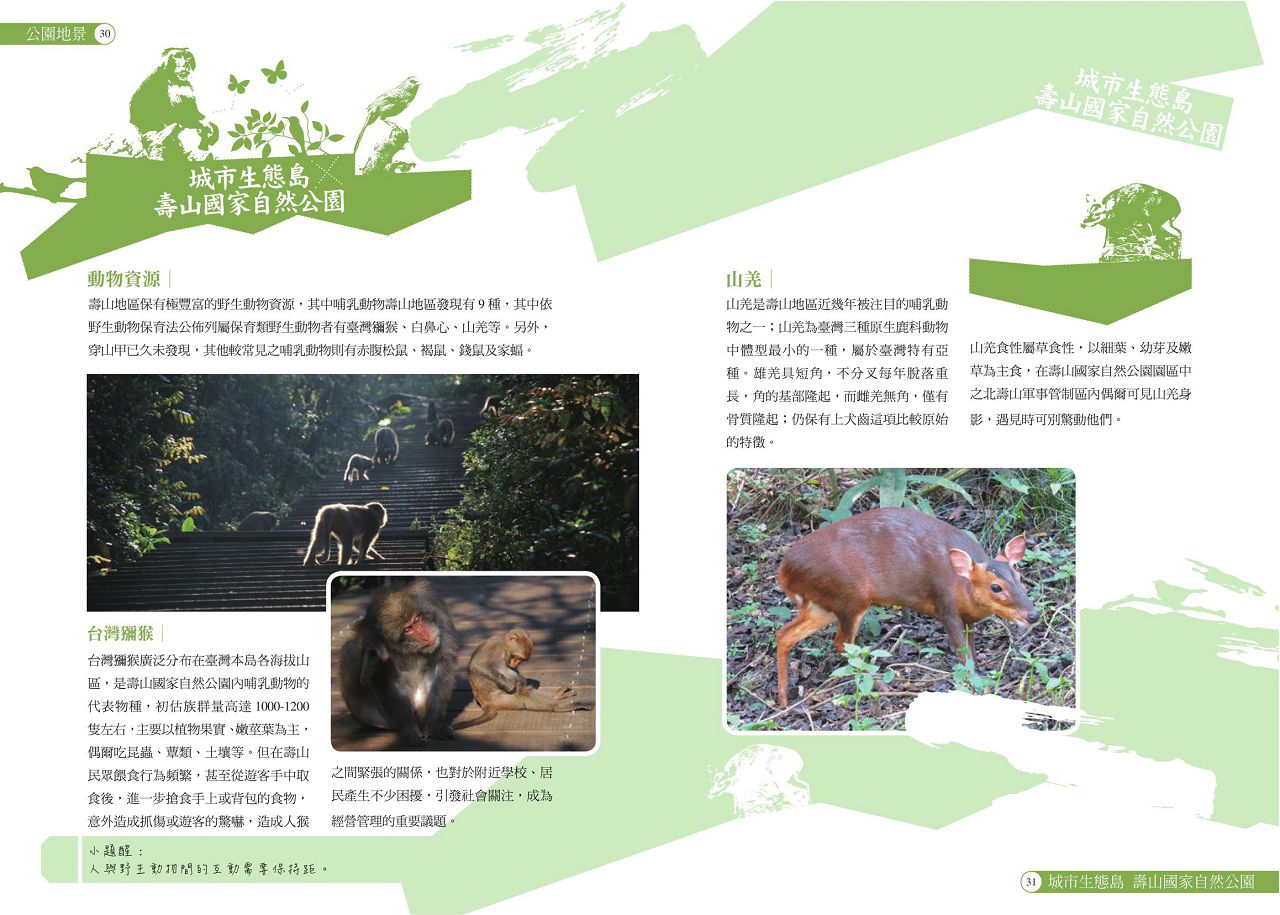 公園地景 30
城市生態島
壽山國家自然公園
動物資源
壽山地區保有極豐富的野生動物資源，其中哺乳動物壽山地區發現有 9 種，其中依
野生動物保育法公佈列屬保育類野生動物者有臺灣獼猴、白鼻心、山羌等。另外，
穿山甲已久未發現，其他較常見之哺乳動物則有赤腹松鼠、褐鼠、錢鼠及家蝠。
台灣獼猴
台灣獼猴廣泛分布在臺灣本島各海拔山
區，是壽山國家自然公園內哺乳動物的
代表物種，初估族群量高達 1000-1200
隻左右，主要以植物果實、嫩莖葉為主，
偶爾吃昆蟲、蕈類、土壤等。但在壽山
民眾餵食行為頻繁，甚至從遊客手中取
食後，進一步搶食手上或背包的食物，
意外造成抓傷或遊客的驚嚇，造成人猴
之間緊張的關係，也對於附近學校、居
民產生不少困擾，引發社會關注，成為
經營管理的重要議題。
小題醒：
人與野生動物間的互動需要保持距。
城市生態島
壽山國家自然公園
山羌
山羌是壽山地區近幾年被注目的哺乳動
物之一；山羌為臺灣三種原生鹿科動物
中體型最小的一種，屬於臺灣特有亞
種。雄羌具短角，不分叉每年脫落重
長，角的基部隆起，而雌羌無角，僅有
骨質隆起；仍保有上犬齒這項比較原始
的特徵。
山羌食性屬草食性，以細葉、幼芽及嫩
草為主食，在壽山國家自然公園園區中
之北壽山軍事管制區內偶爾可見山羌身
影，遇見時可別驚動他們。
31 城市生態島 壽山國家自然公園